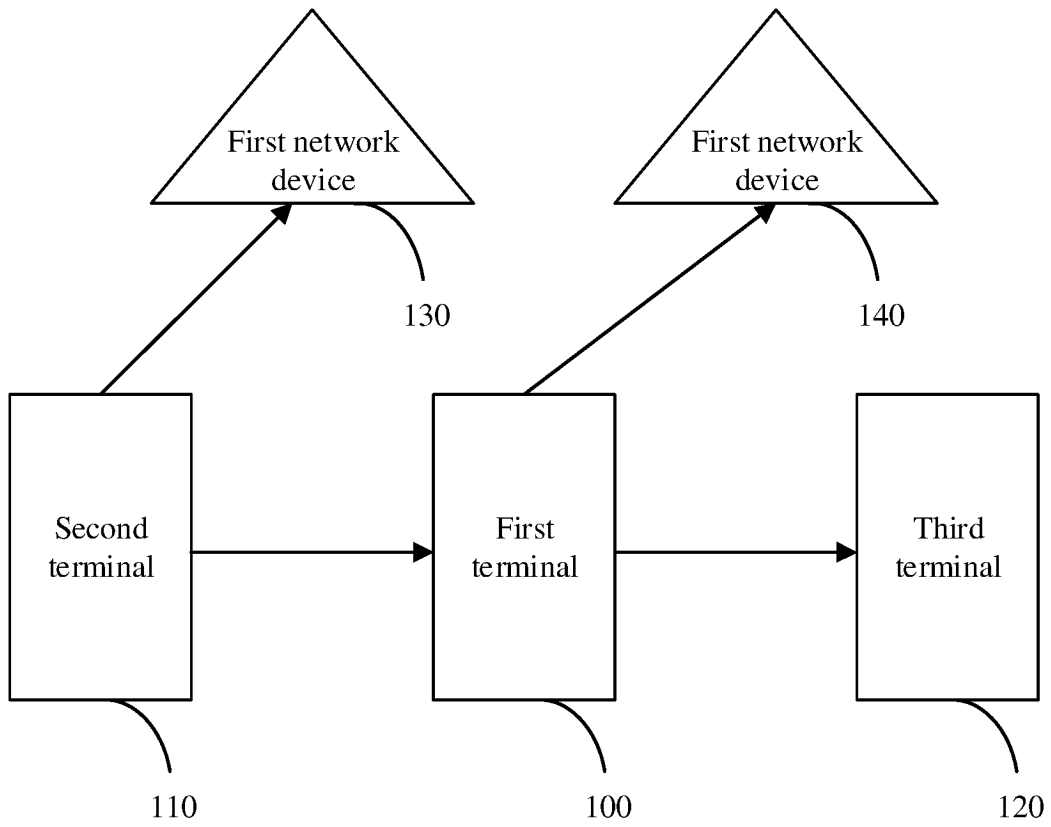 First network
device
First network
device
130
140
Second
terminal
First
terminal
Third
terminal
110
100
120